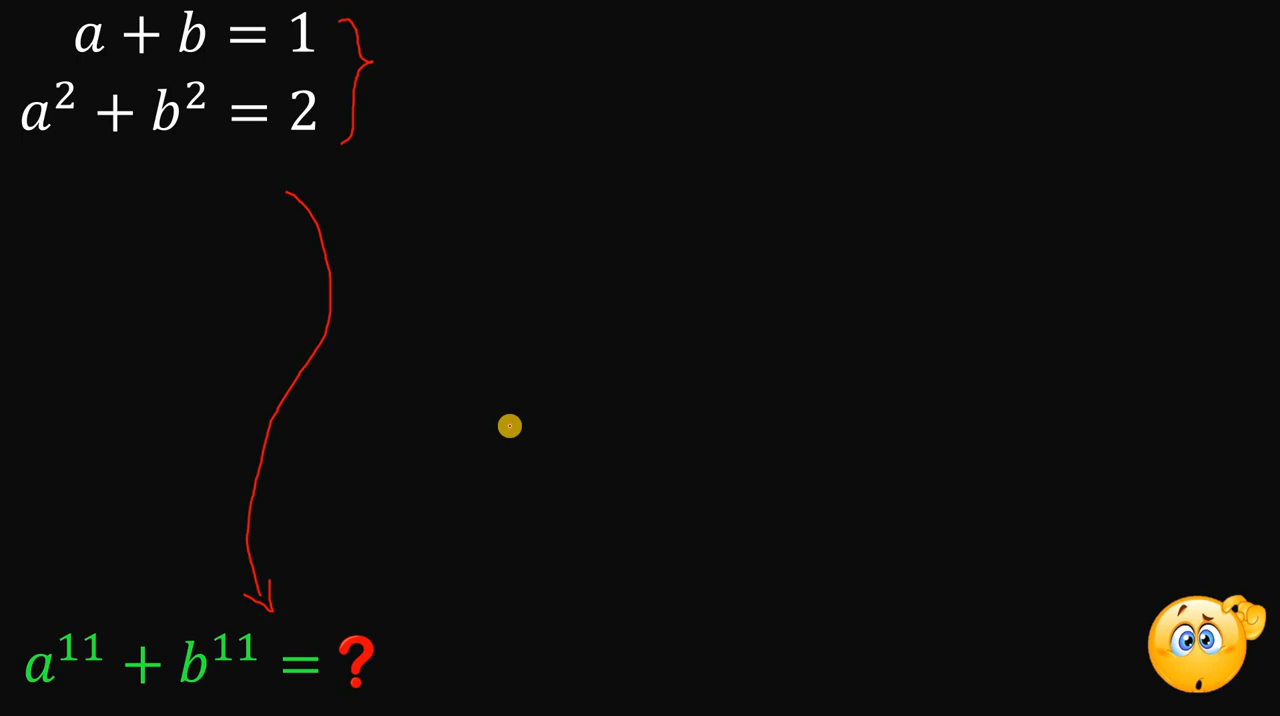 a + b = 1
a² + b² = 2
a¹¹ + b¹¹ = ❓